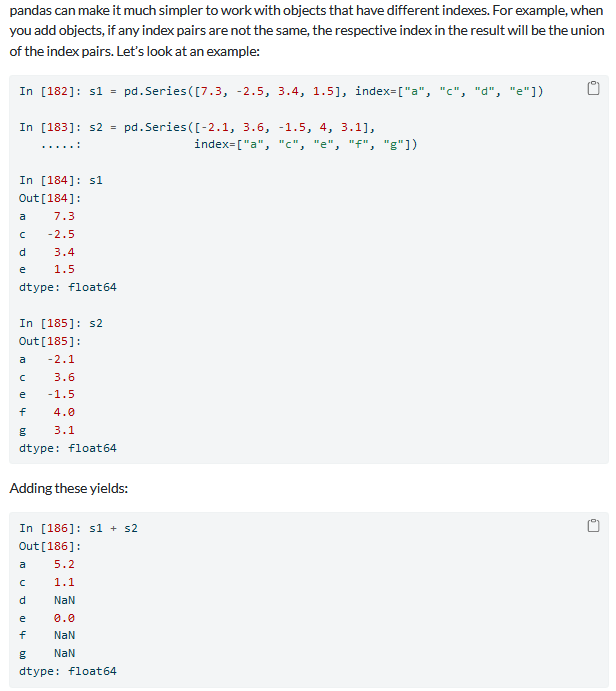 pandas can make it much simpler to work with objects that have different indexes. For example, when
you add objects, if any index pairs are not the same, the respective index in the result will be the union
of the index pairs. Let's look at an example:
In [182]: s1 = pd.Series([7.3, -2.5, 3.4, 1.5], index=["a", "c", "d", "e"])
In [183]: s2 = pd.Series([-2.1, 3.6, -1.5, 4, 3.1],
.....:                index=["a", "c", "e", "f", "g"])
In [184]: s1
Out[184]:
a    7.3
c   -2.5
d    3.4
e    1.5
dtype: float64
In [185]: s2
Out[185]:
a   -2.1
c    3.6
e   -1.5
f    4.0
g    3.1
dtype: float64
Adding these yields:
In [186]: s1 + s2
Out[186]:
a    5.2
c    1.1
d    NaN
e    0.0
f    NaN
g    NaN
dtype: float64